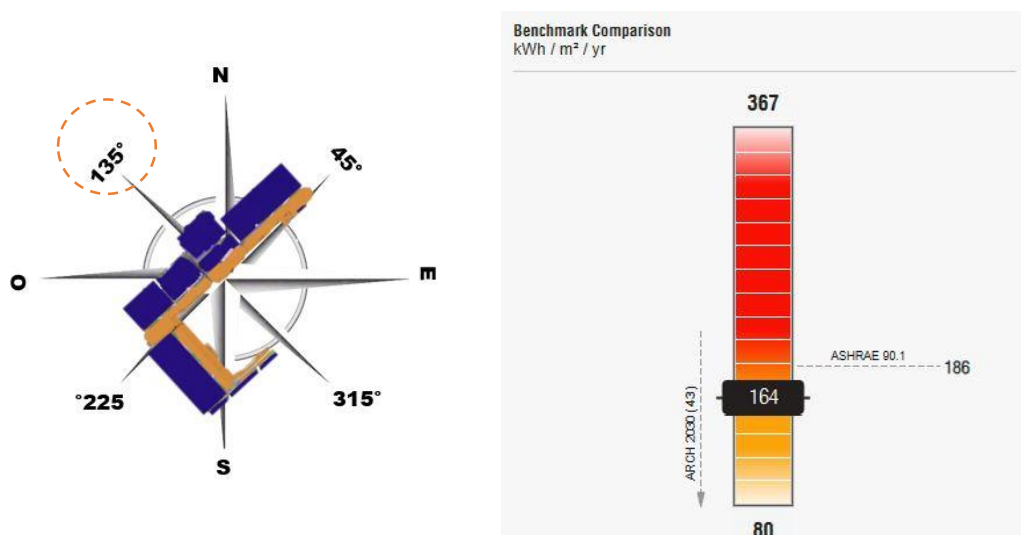 N
135°
45°
O
E
°225
315°
S
Benchmark Comparison
kWh / m² / yr
367
ASHRAE 90.1
186
164
ARCH 2030 (43)
80